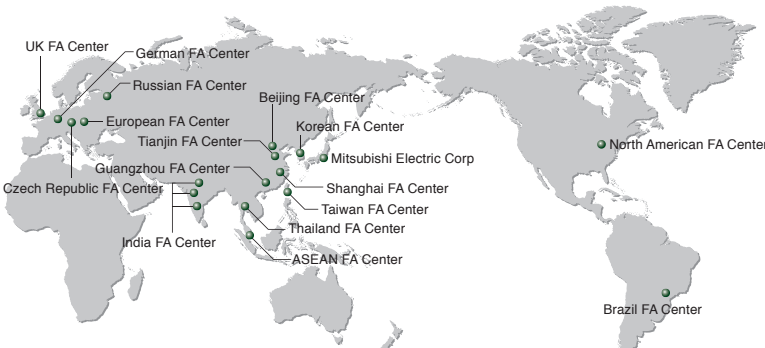 UK FA Center
German FA Center
Russian FA Center
Beijing FA Center
European FA Center
Korean FA Center
Tianjin FA Center
North American FA Center
Mitsubishi Electric Corp
Guangzhou FA Center
Czech Republic FA Center
Shanghai FA Center
Taiwan FA Center
Thailand FA Center
India FA Center
ASEAN FA Center
Brazil FA Center